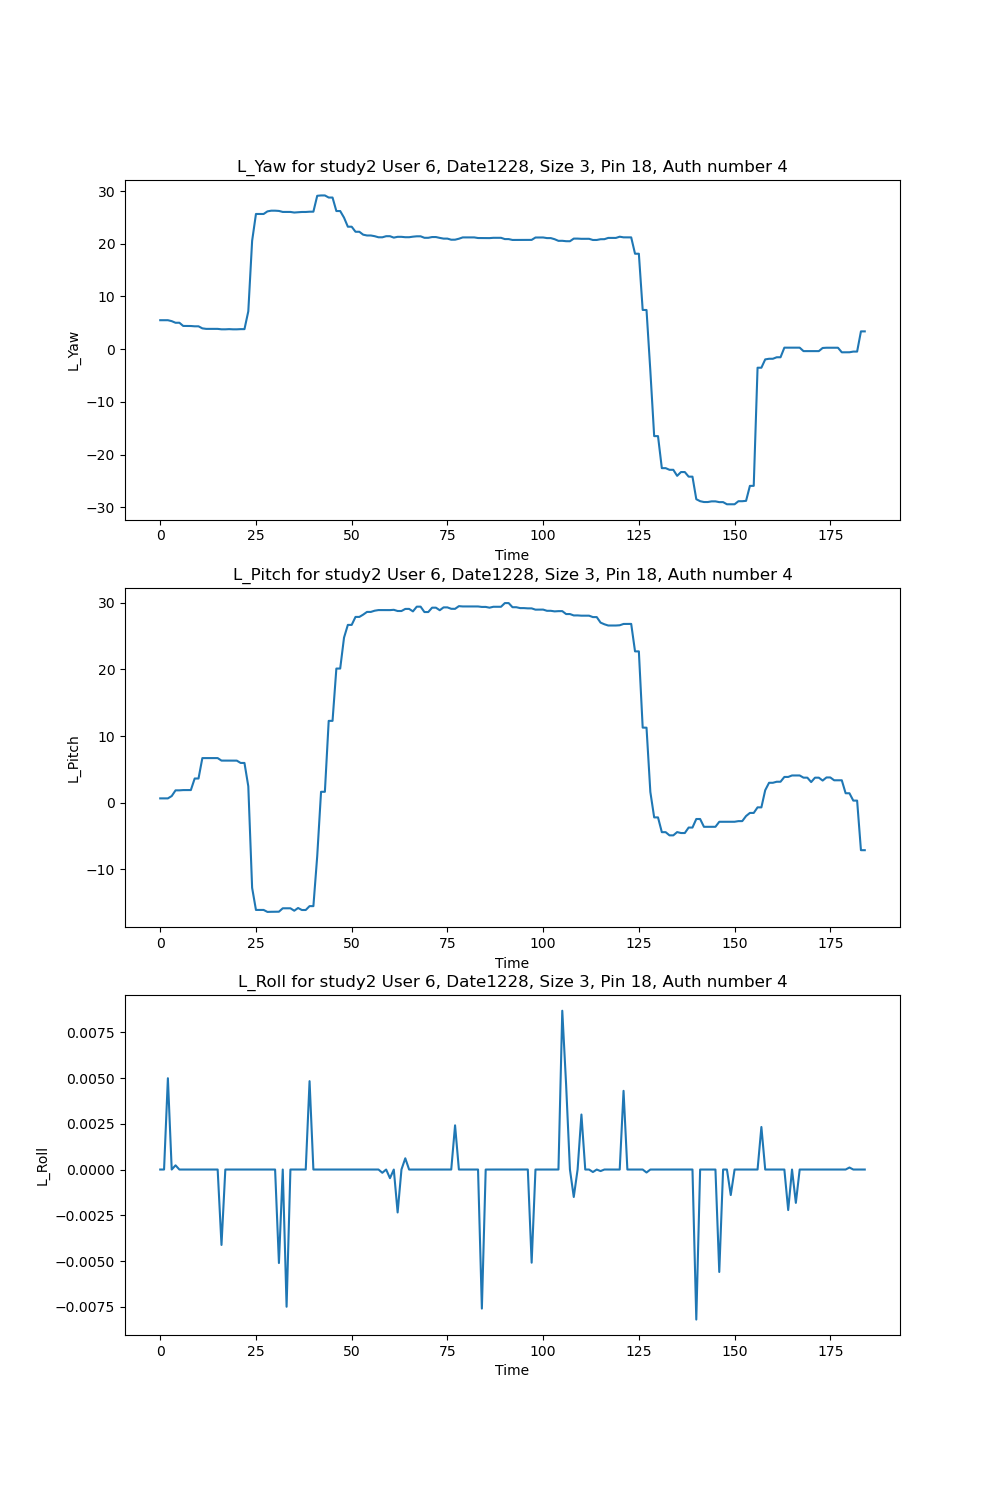 L_Yaw for study2 User 6, Date1228, Size 3, Pin 18, Auth number 4
30
20
10
0
−10
−20
−30
L_Yaw
0 25 50 75 100 125 150 175
Time
L_Pitch for study2 User 6, Date1228, Size 3, Pin 18, Auth number 4
30
20
10
0
−10
L_Pitch
0 25 50 75 100 125 150 175
Time
L_Roll for study2 User 6, Date1228, Size 3, Pin 18, Auth number 4
0.0075
0.0050
0.0025
0.0000
−0.0025
−0.0050
−0.0075
L_Roll
0 25 50 75 100 125 150 175
Time